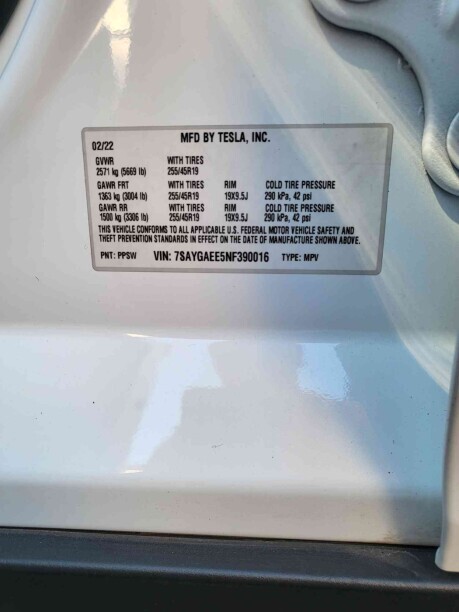 02/22 MFD BY TESLA, INC.
GVWR WITH TIRES
2571 kg (5669 lb) 255/45R19
GAWR FRT WITH TIRES RIM COLD TIRE PRESSURE
1363 kg (3004 lb) 255/45R19 19X9.5J 290 kPa, 42 psi
GAWR RR WITH TIRES RIM COLD TIRE PRESSURE
1500 kg (3306 lb) 255/45R19 19X9.5J 290 kPa, 42 psi
THIS VEHICLE CONFORMS TO ALL APPLICABLE U.S. FEDERAL MOTOR VEHICLE SAFETY AND
THEFT PREVENTION STANDARDS IN EFFECT ON THE DATE OF MANUFACTURE SHOWN ABOVE.
PNT: PPSW VIN: 7SAYGAEE5NF390016 TYPE: MPV